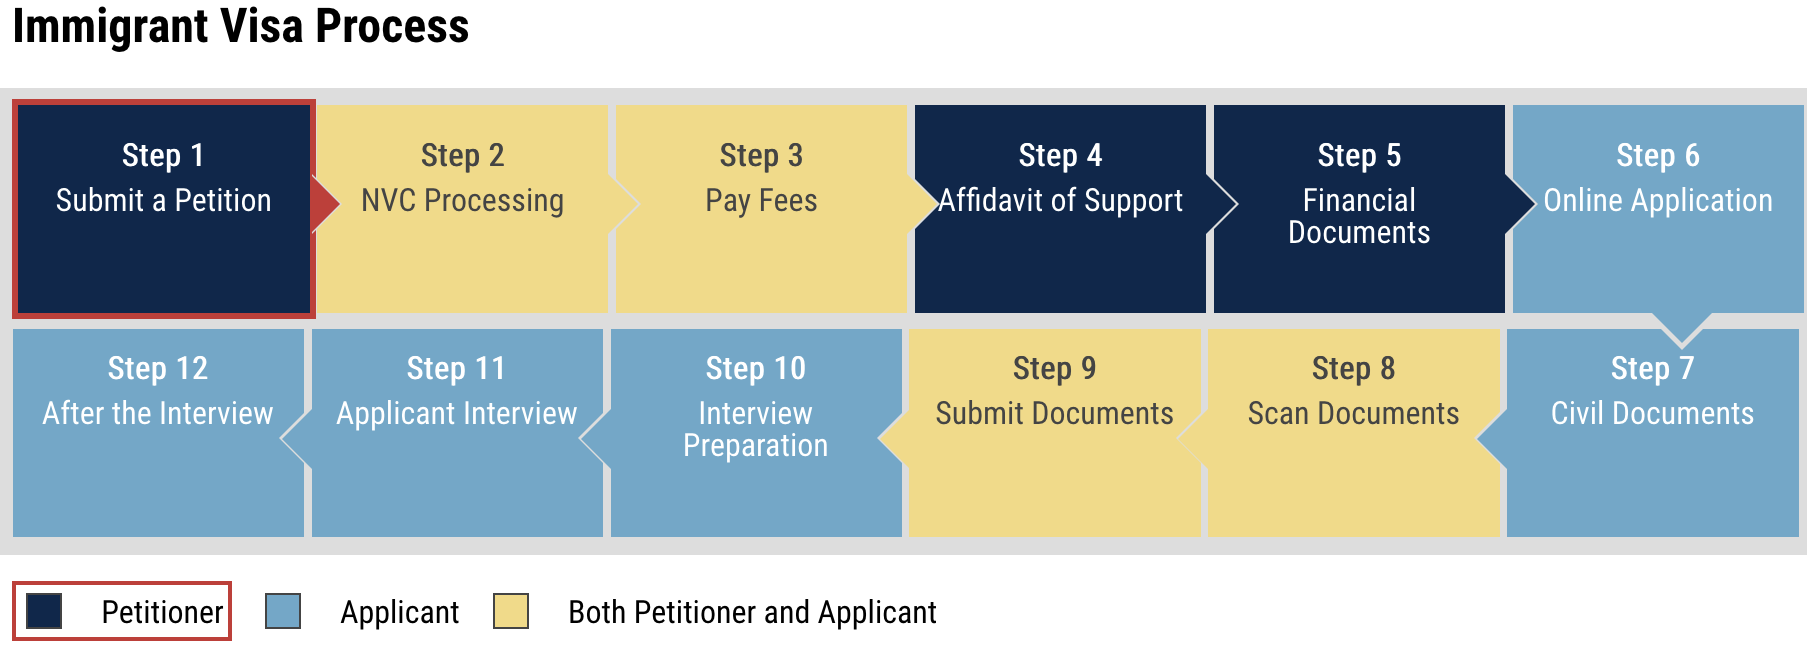 Immigrant Visa Process
Step 1
Submit a Petition
Step 2
NVC Processing
Step 3
Pay Fees
Step 4
Affidavit of Support
Step 5
Financial
Documents
Step 6
Online Application
Step 7
Civil Documents
Step 8
Scan Documents
Step 9
Submit Documents
Step 10
Interview
Preparation
Step 11
Applicant Interview
Step 12
After the Interview
Petitioner
Applicant
Both Petitioner and Applicant